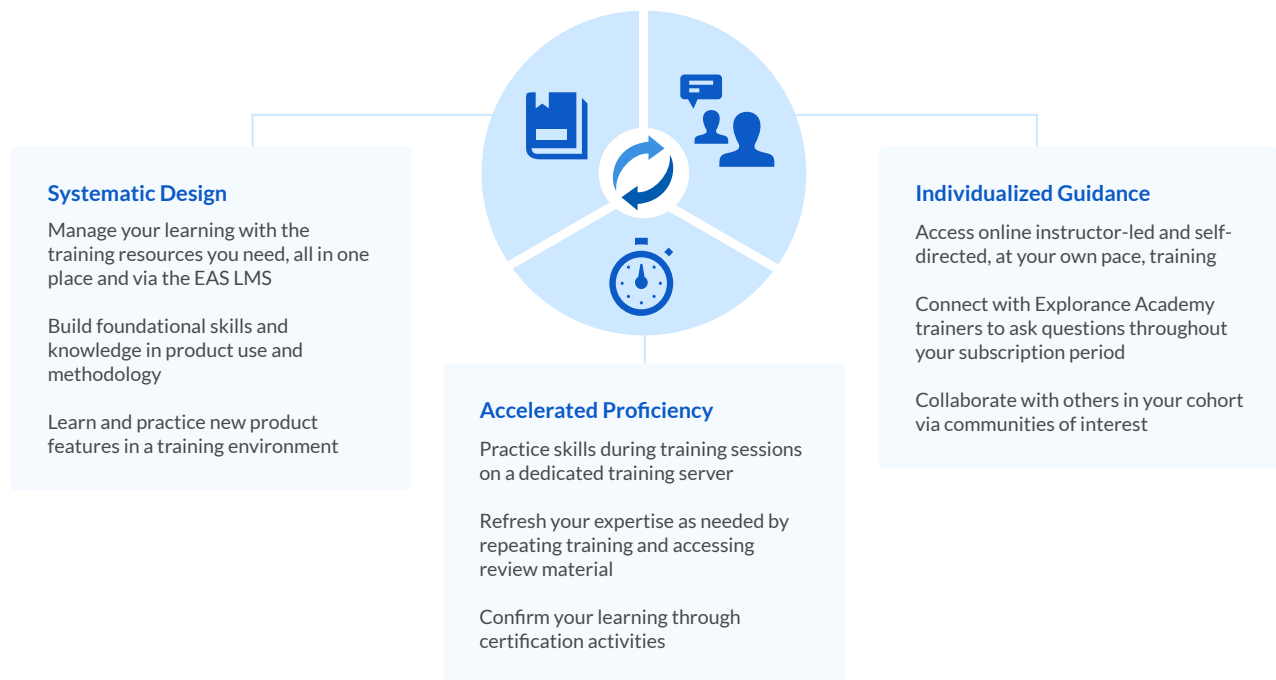 Systematic Design
Manage your learning with the
training resources you need, all in one
place and via the EAS LMS
Build foundational skills and
knowledge in product use and
methodology
Learn and practice new product
features in a training environment
Accelerated Proficiency
Practice skills during training sessions
on a dedicated training server
Refresh your expertise as needed by
repeating training and accessing
review material
Confirm your learning through
certification activities
Individualized Guidance
Access online instructor-led and self-
directed, at your own pace, training
Connect with Explorance Academy
trainers to ask questions throughout
your subscription period
Collaborate with others in your cohort
via communities of interest